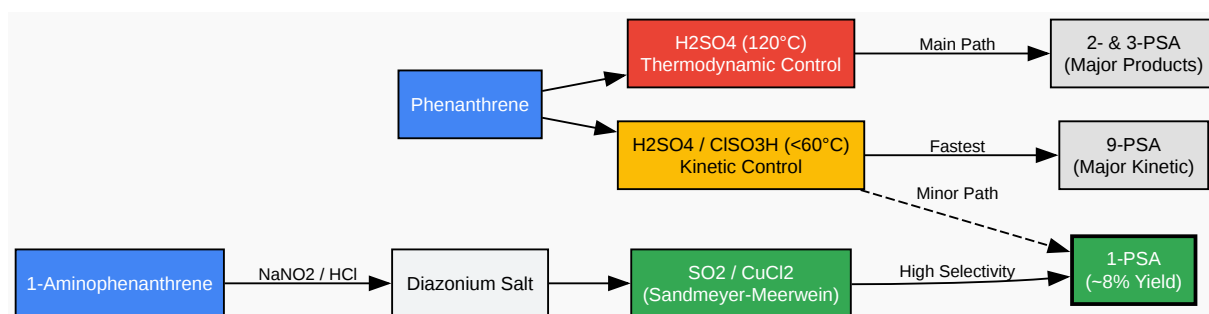 H2SO4 (120°C)
Thermodynamic Control
Main Path
2- & 3-PSA
(Major Products)
Phenanthrene
H2SO4 / ClSO3H (<60°C)
Kinetic Control
Fastest
9-PSA
(Major Kinetic)
Minor Path
1-Aminophenanthrene
NaNO2 / HCl
Diazonium Salt
SO2 / CuCl2
(Sandmeyer-Meerwein)
High Selectivity
1-PSA
(~8% Yield)